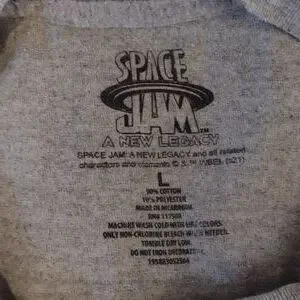 SPACE
JAM
A NEW LEGACY
SPACE JAM: A NEW LEGACY and all related
characters and elements © & ™ WBEI. (s21)
L
90% COTTON
10% POLYESTER
MADE IN NICARAGUA
RN# 117500
MACHINE WASH COLD WITH LIKE COLORS.
ONLY NON-CHLORINE BLEACH WHEN NEEDED.
TUMBLE DRY LOW.
DO NOT IRON DECORATION.